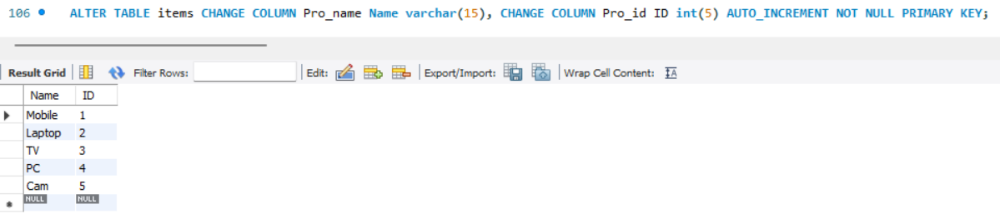 106 ALTER TABLE items CHANGE COLUMN Pro_name Name varchar(15), CHANGE COLUMN Pro_id ID int(5) AUTO_INCREMENT NOT NULL PRIMARY KEY;
Result Grid Filter Rows: Edit: Export/Import: Wrap Cell Content: IA
Name ID
Mobile 1
Laptop 2
TV 3
PC 4
Cam 5
NULL NULL